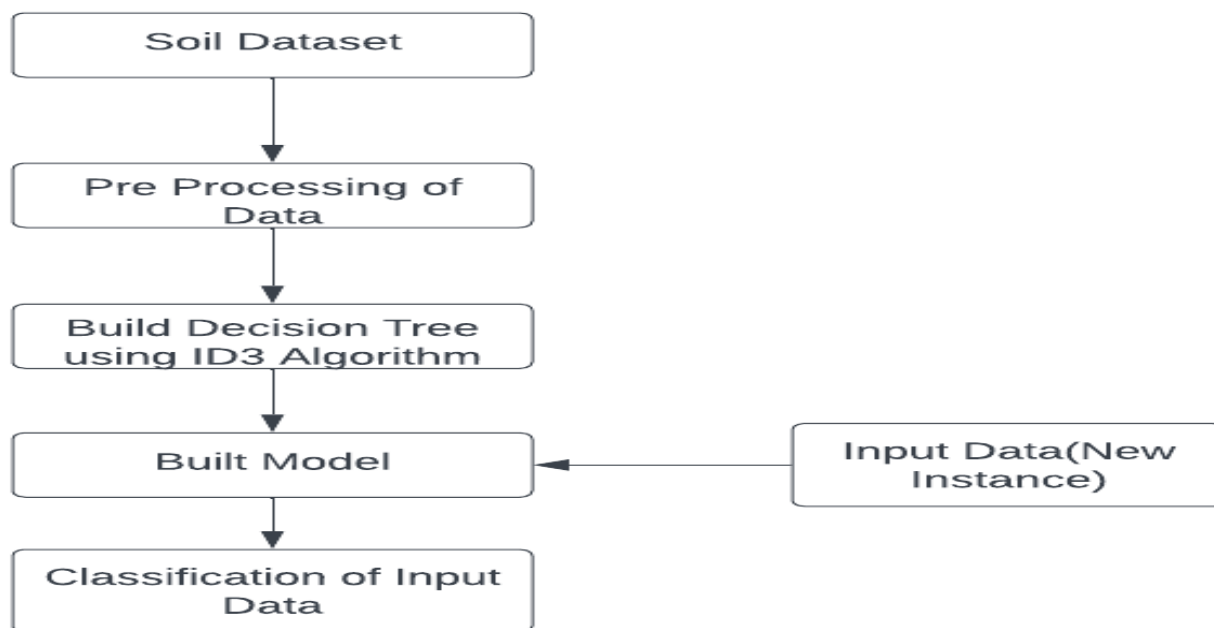 Soil Dataset
Pre Processing of
Data
Build Decision Tree
using ID3 Algorithm
Built Model
Input Data(New
Instance)
Classification of Input
Data